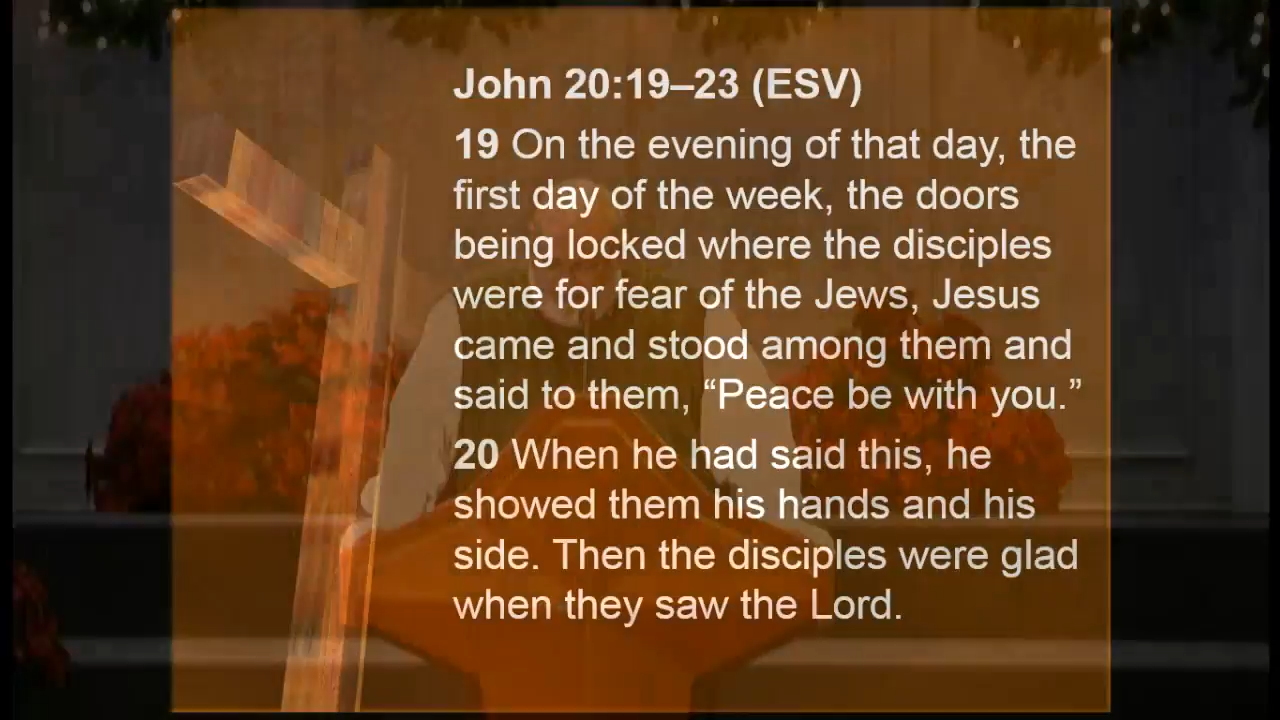 John 20:19–23 (ESV)
19 On the evening of that day, the
first day of the week, the doors
being locked where the disciples
were for fear of the Jews, Jesus
came and stood among them and
said to them, “Peace be with you.”
20 When he had said this, he
showed them his hands and his
side. Then the disciples were glad
when they saw the Lord.